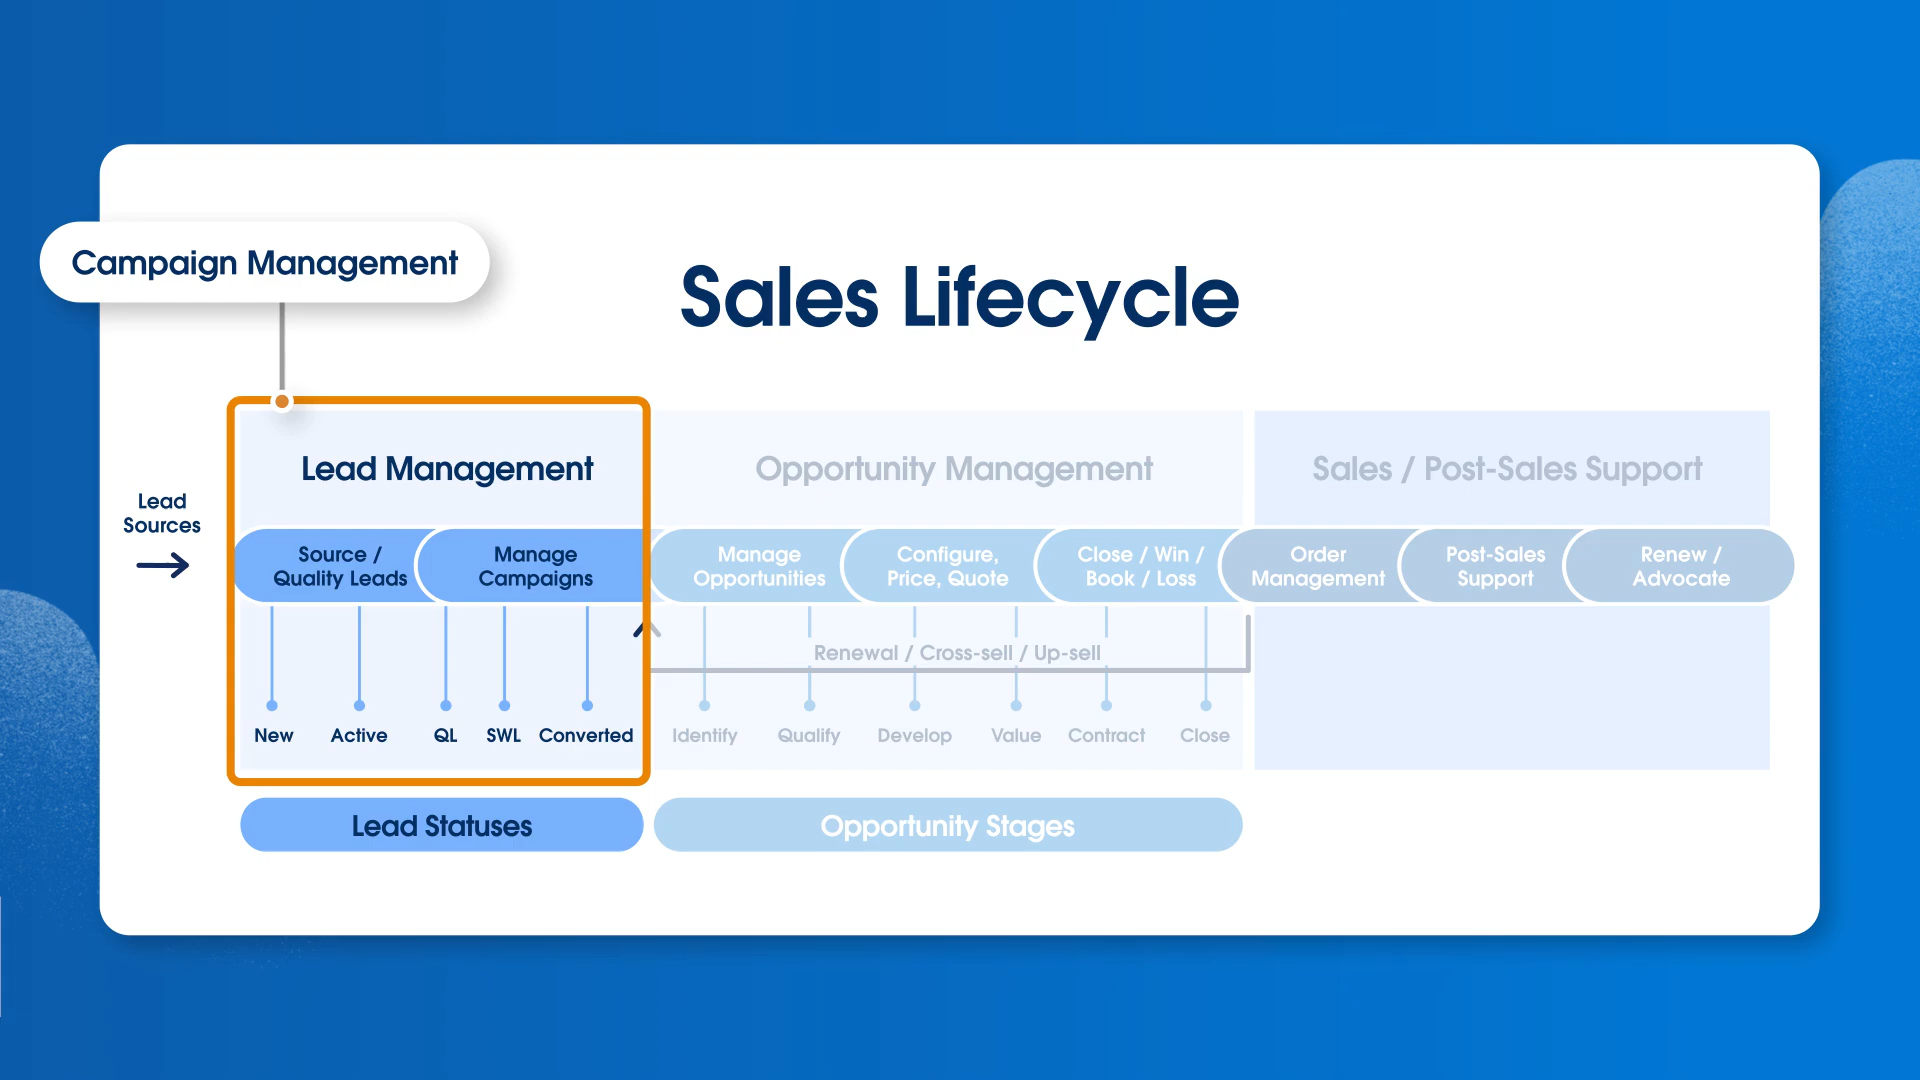 Campaign Management
Sales Lifecycle
Lead Management
Opportunity Management
Sales / Post-Sales Support
Lead
Sources
Source /
Quality Leads
Manage
Campaigns
Manage
Opportunities
Configure,
Price, Quote
Close / Win /
Book / Loss
Order
Management
Post-Sales
Support
Renew /
Advocate
Renewal / Cross-sell / Up-sell
New
Active
QL
SWL
Converted
Identify
Qualify
Develop
Value
Contract
Close
Lead Statuses
Opportunity Stages